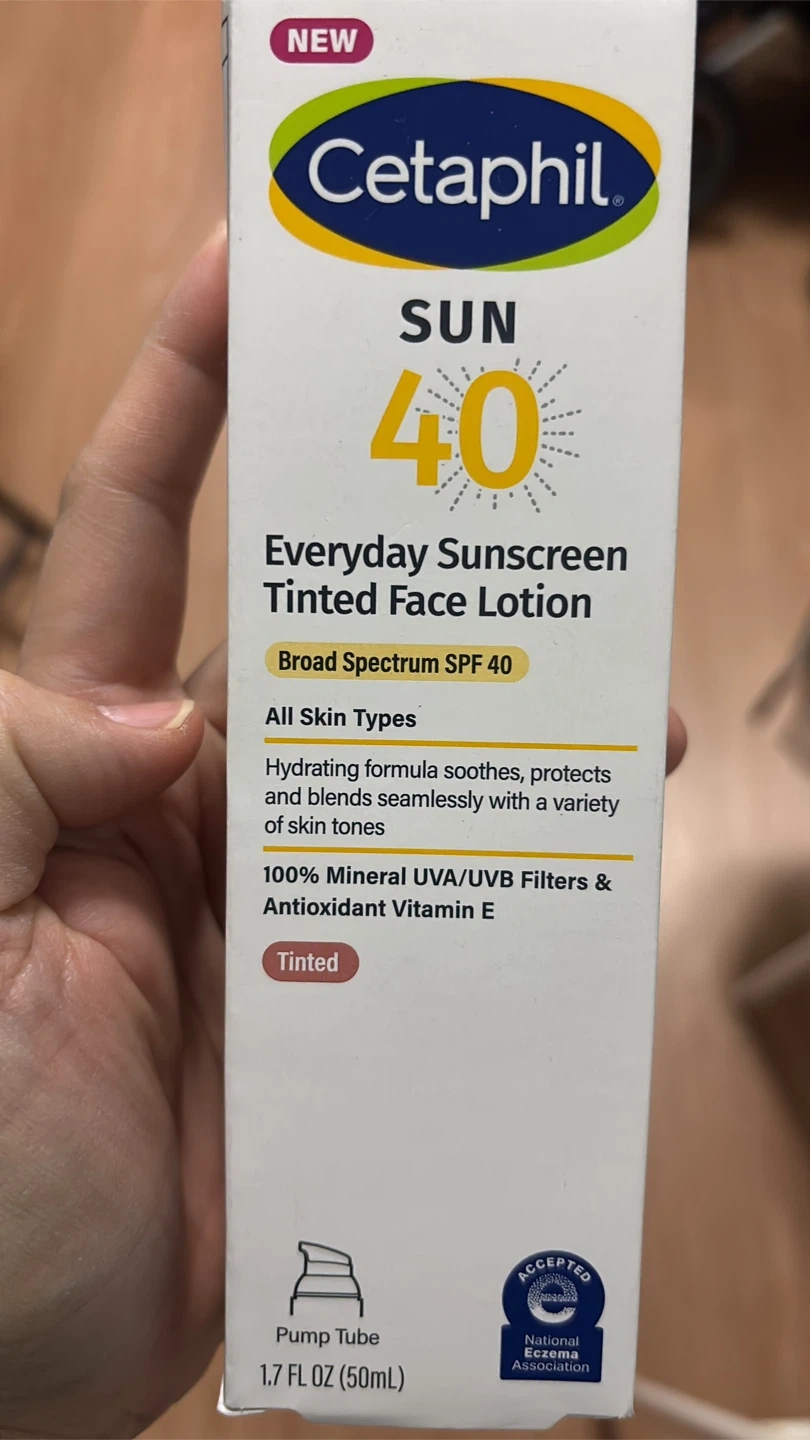 NEW
Cetaphil®
SUN
40
Everyday Sunscreen
Tinted Face Lotion
Broad Spectrum SPF 40
All Skin Types
Hydrating formula soothes, protects
and blends seamlessly with a variety
of skin tones
100% Mineral UVA/UVB Filters &
Antioxidant Vitamin E
Tinted
Pump Tube
1.7 FL OZ (50mL)
ACCEPTED
e
National
Eczema
Association